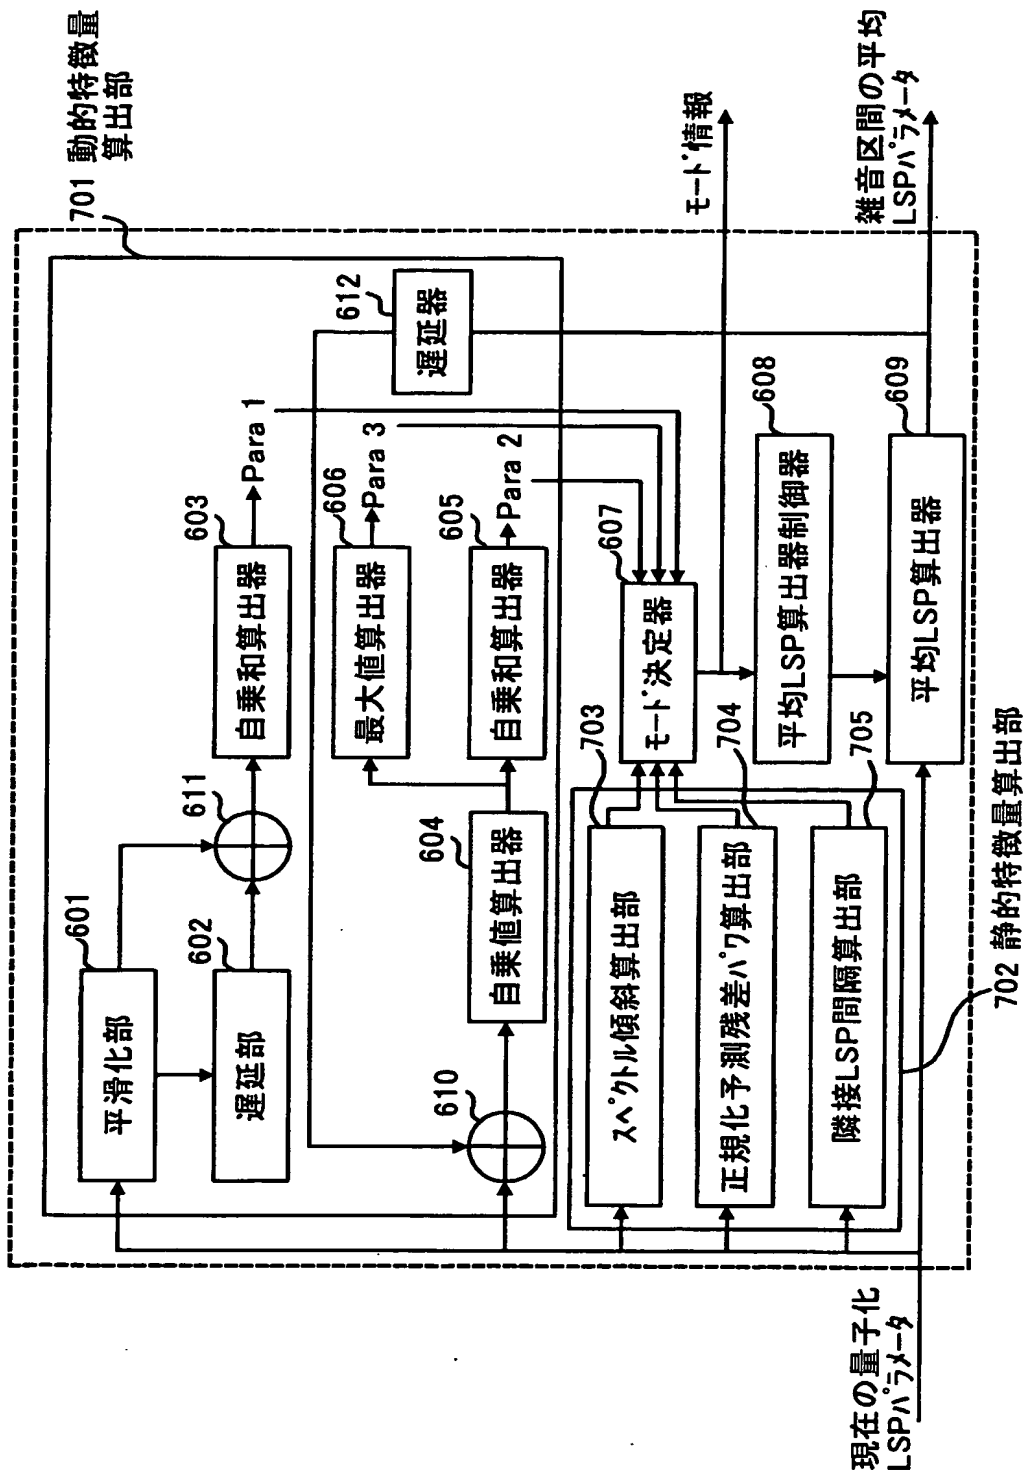 701 動的特徴量
算出部
601
平滑化部
602
遅延部
611
603
自乗和算出器
Para 1
612
遅延器
606
最大値算出器
Para 3
610
604
自乗値算出器
605
自乗和算出器
Para 2
703
スペクトル傾斜算出部
704
正規化予測残差パワ算出部
705
隣接LSP間隔算出部
702 静的特徴量算出部
607
モード決定器
モード情報
608
平均LSP算出器制御器
609
平均LSP算出器
雑音区間の平均
LSPパラメータ
現在の量子化
LSPパラメータ